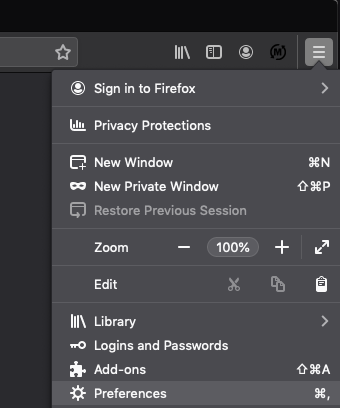 Sign in to Firefox
Privacy Protections
New Window ⌘N
New Private Window ⇧⌘P
Restore Previous Session
Zoom − 100% +
Edit
Library
Logins and Passwords
Add-ons ⇧⌘A
Preferences ⌘,